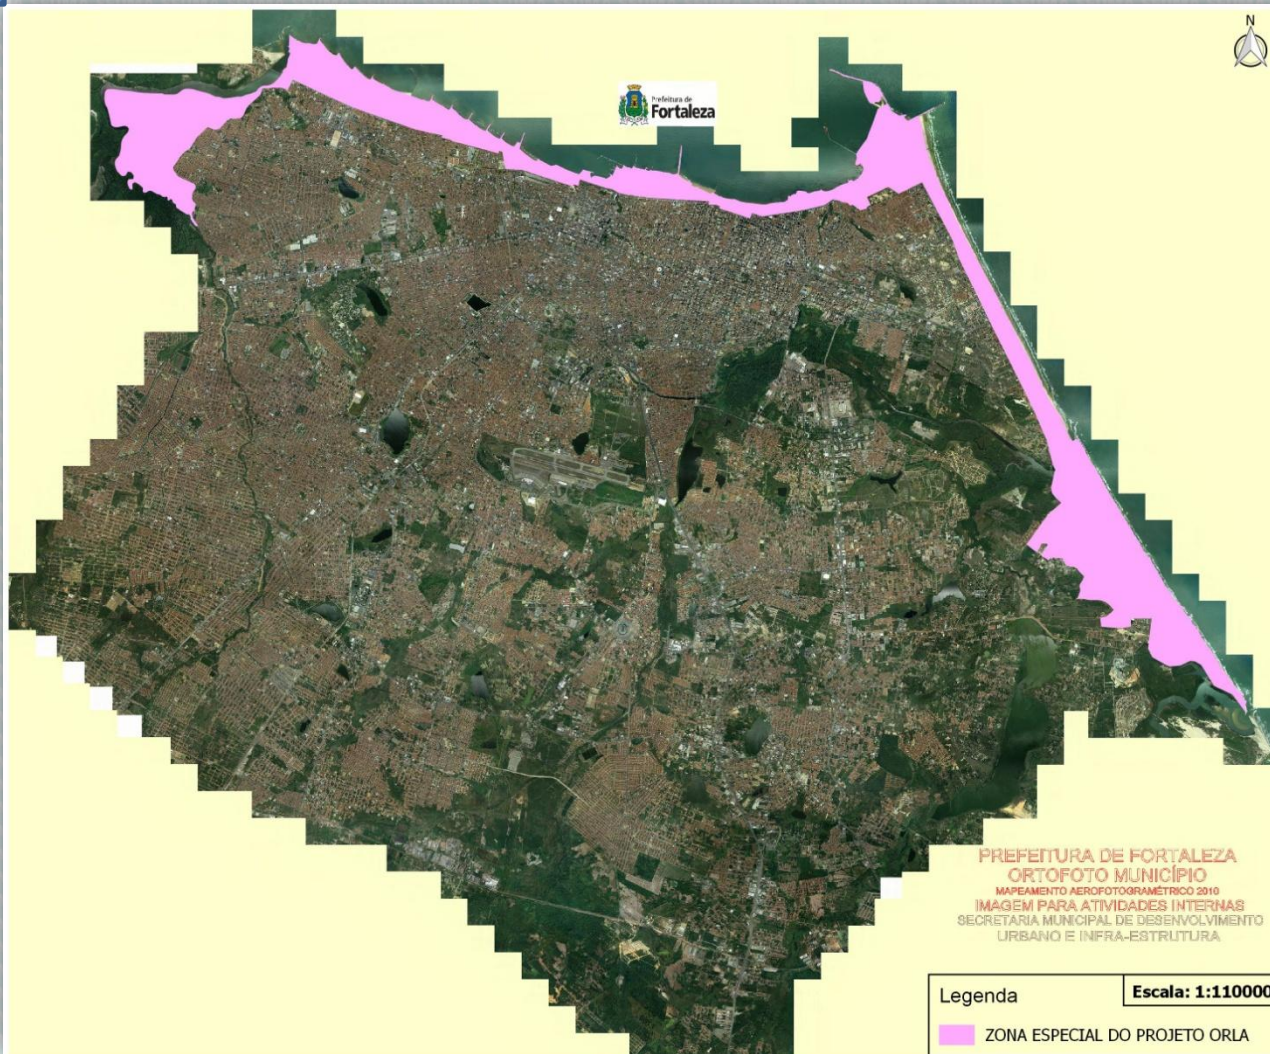 N
Prefeitura de
Fortaleza
PREFEITURA DE FORTALEZA
ORTOFOTO MUNICÍPIO
MAPEAMENTO AEROFOTOGRAMÉTRICO 2010
IMAGEM PARA ATIVIDADES INTERNAS
SECRETARIA MUNICIPAL DE DESENVOLVIMENTO
URBANO E INFRA-ESTRUTURA
Legenda
Escala: 1:110000
ZONA ESPECIAL DO PROJETO ORLA